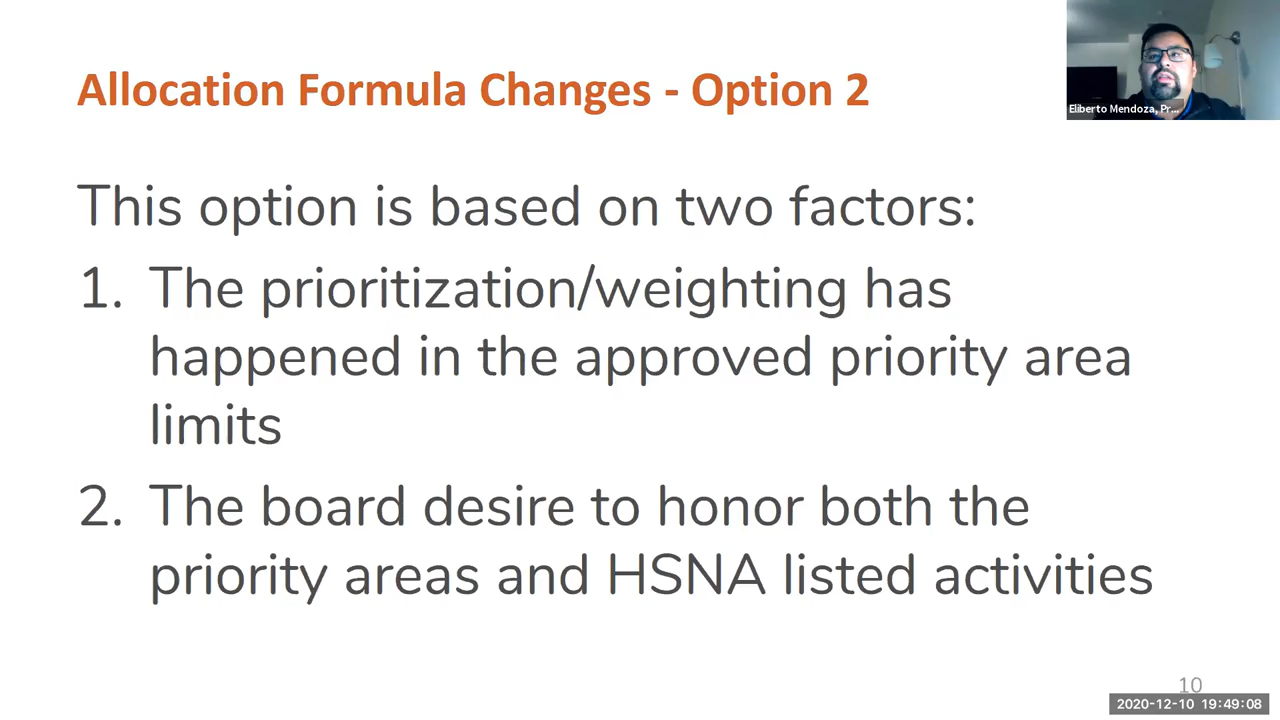 Allocation Formula Changes - Option 2
Eliberto Mendoza, Pr...
This option is based on two factors:
1. The prioritization/weighting has
happened in the approved priority area
limits
2. The board desire to honor both the
priority areas and HSNA listed activities
10
2020-12-10 19:49:08